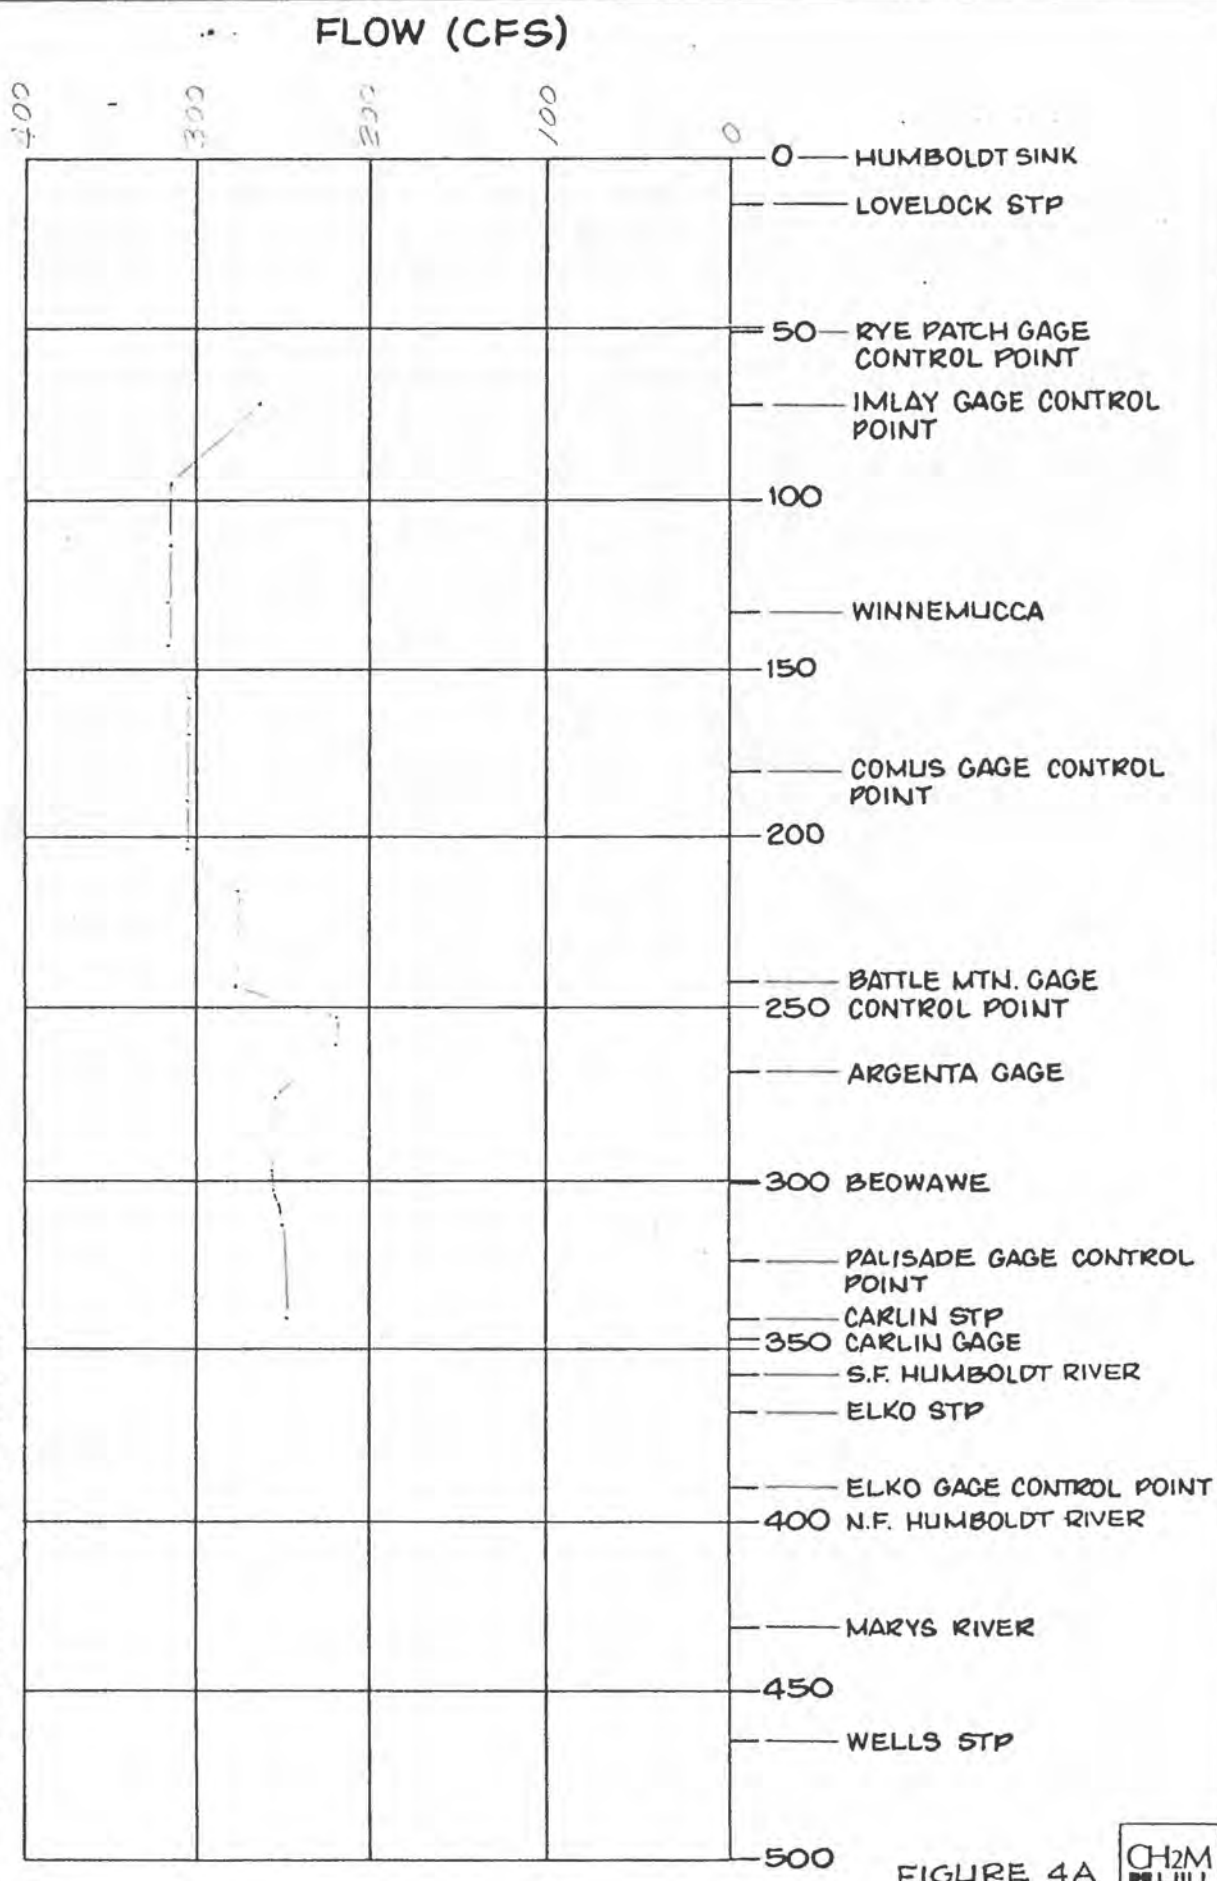 FLOW (CFS)
400 300 200 100 0
0 HUMBOLDT SINK
LOVELOCK STP
50 RYE PATCH GAGE
CONTROL POINT
IMLAY GAGE CONTROL
POINT
100
WINNEMUCCA
150
COMUS GAGE CONTROL
POINT
200
BATTLE MTN. GAGE
250 CONTROL POINT
ARGENTA GAGE
300 BEOWAWE
PALISADE GAGE CONTROL
POINT
CARLIN STP
350 CARLIN GAGE
S.F. HUMBOLDT RIVER
ELKO STP
ELKO GAGE CONTROL POINT
400 N.F. HUMBOLDT RIVER
MARYS RIVER
450
WELLS STP
500
FIGURE 4A
CH2M